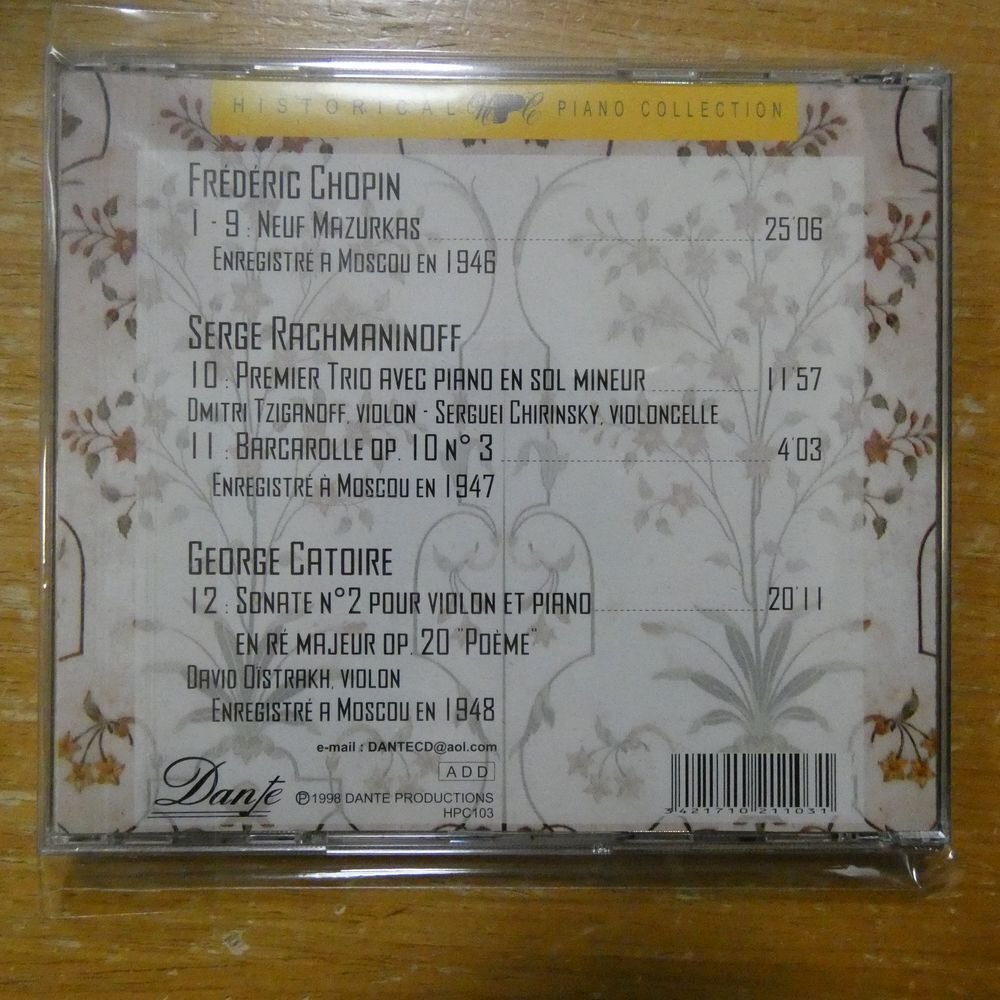 HISTORICAL HPC PIANO COLLECTION
FRÉDÉRIC CHOPIN
1 - 9 : NEUF MAZURKAS 25'06
ENREGISTRÉ A MOSCOU EN 1946
SERGE RACHMANINOFF
10 : PREMIER TRIO AVEC PIANO EN SOL MINEUR 11'57
DMITRI TZIGANOFF, VIOLON - SERGUEI CHIRINSKY, VIOLONCELLE
11 : BARCAROLLE OP. 10 N° 3 4'03
ENREGISTRÉ À MOSCOU EN 1947
GEORGE CATOIRE
12 : SONATE N°2 POUR VIOLON ET PIANO 20'11
EN RÉ MAJEUR OP. 20 "POÈME"
DAVID OÏSTRAKH, VIOLON
ENREGISTRÉ A MOSCOU EN 1948
e-mail : DANTECD@aol.com
ADD
Dante ℗1998 DANTE PRODUCTIONS
HPC103
3 421710 211031